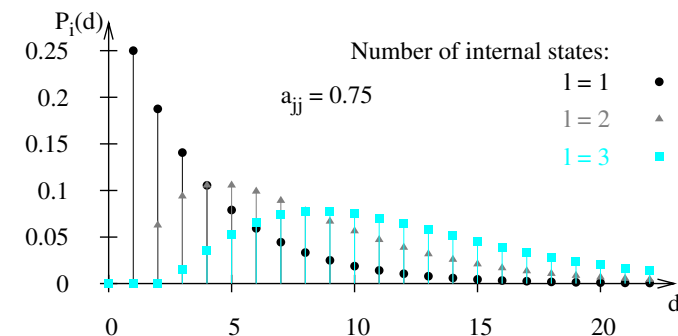 P_i(d)
0.25
Number of internal states:
l = 1
0.2
a_jj = 0.75
l = 2
0.15
l = 3
0.1
0.05
0
d
0 5 10 15 20